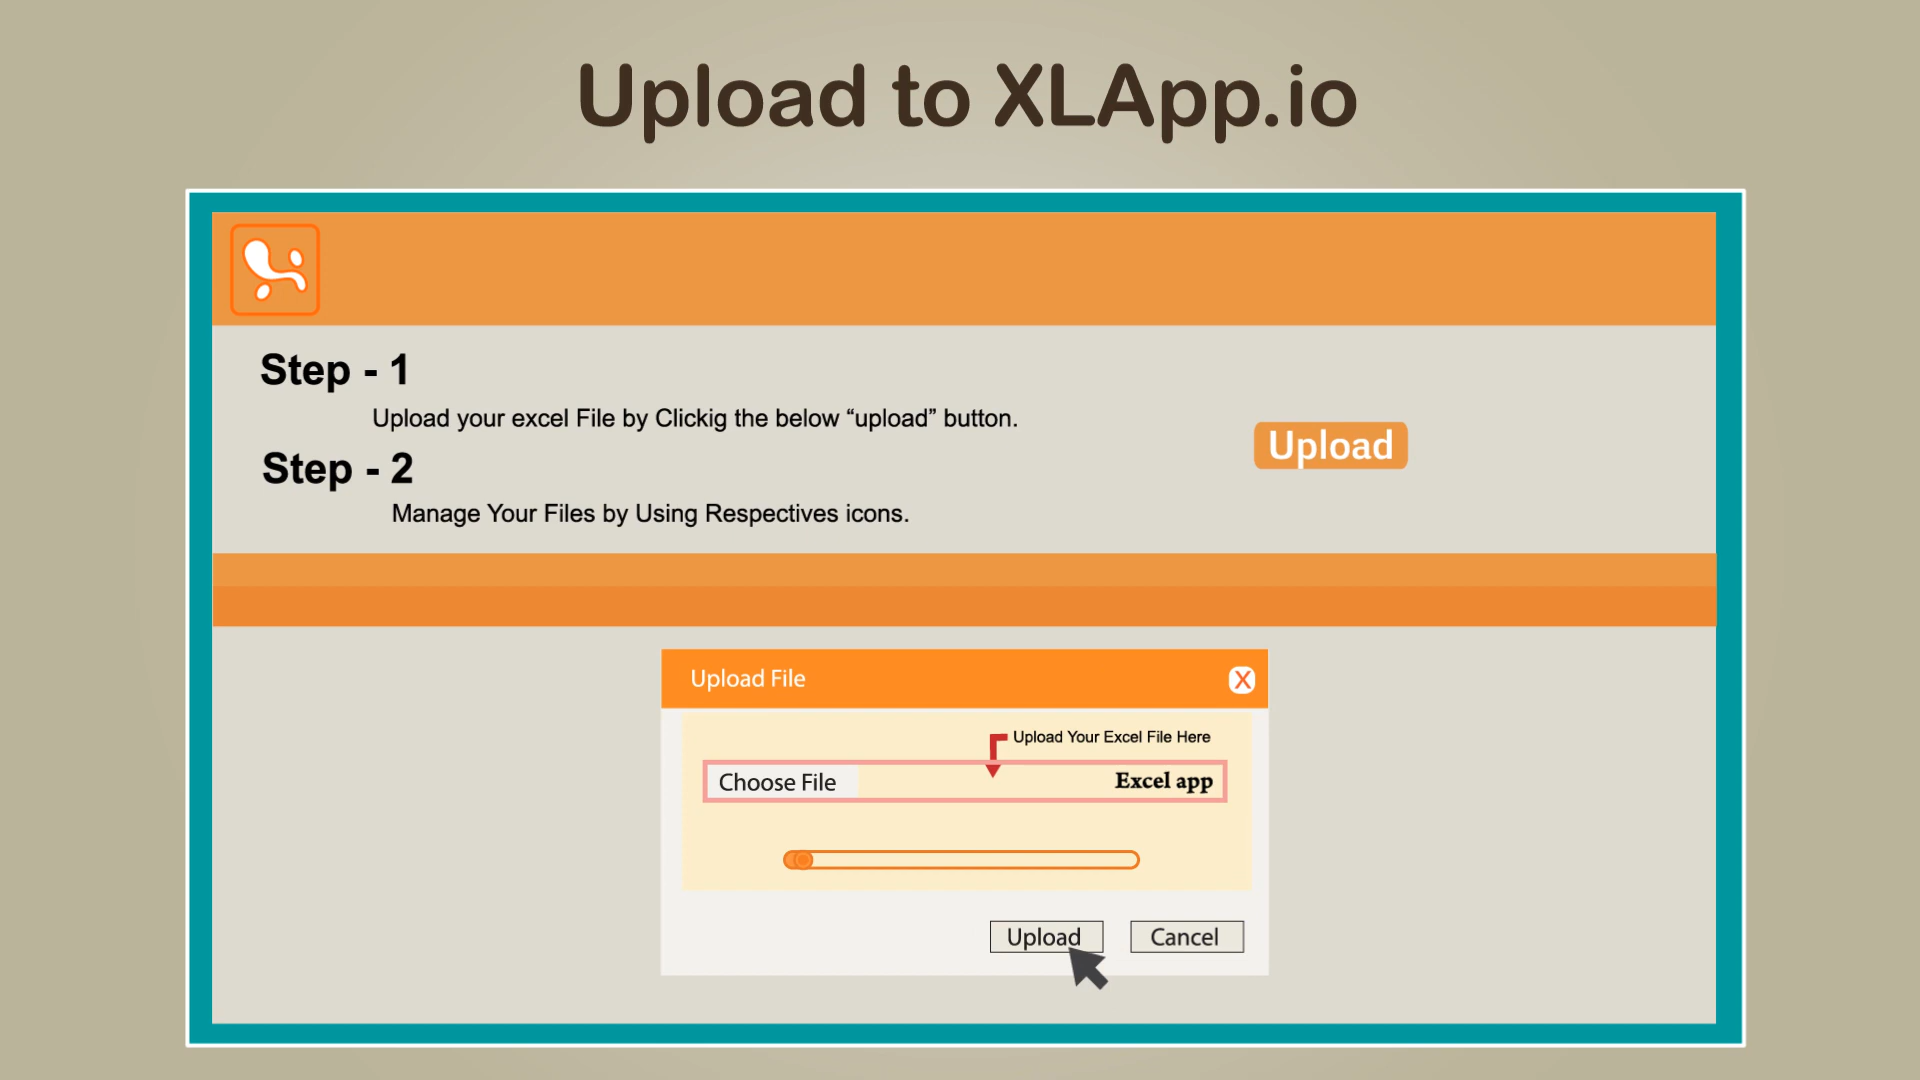 Upload to XLApp.io
Step - 1
Upload your excel File by Clickig the below “upload” button.
Upload
Step - 2
Manage Your Files by Using Respectives icons.
Upload File
X
Upload Your Excel File Here
Choose File
Excel app
Upload
Cancel